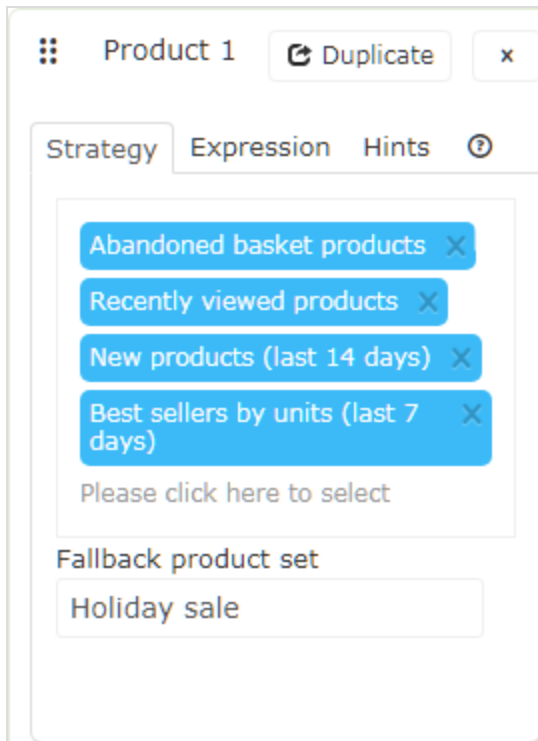 Product 1 Duplicate x
Strategy Expression Hints ?
Abandoned basket products X
Recently viewed products X
New products (last 14 days) X
Best sellers by units (last 7 X
days)
Please click here to select
Fallback product set
Holiday sale